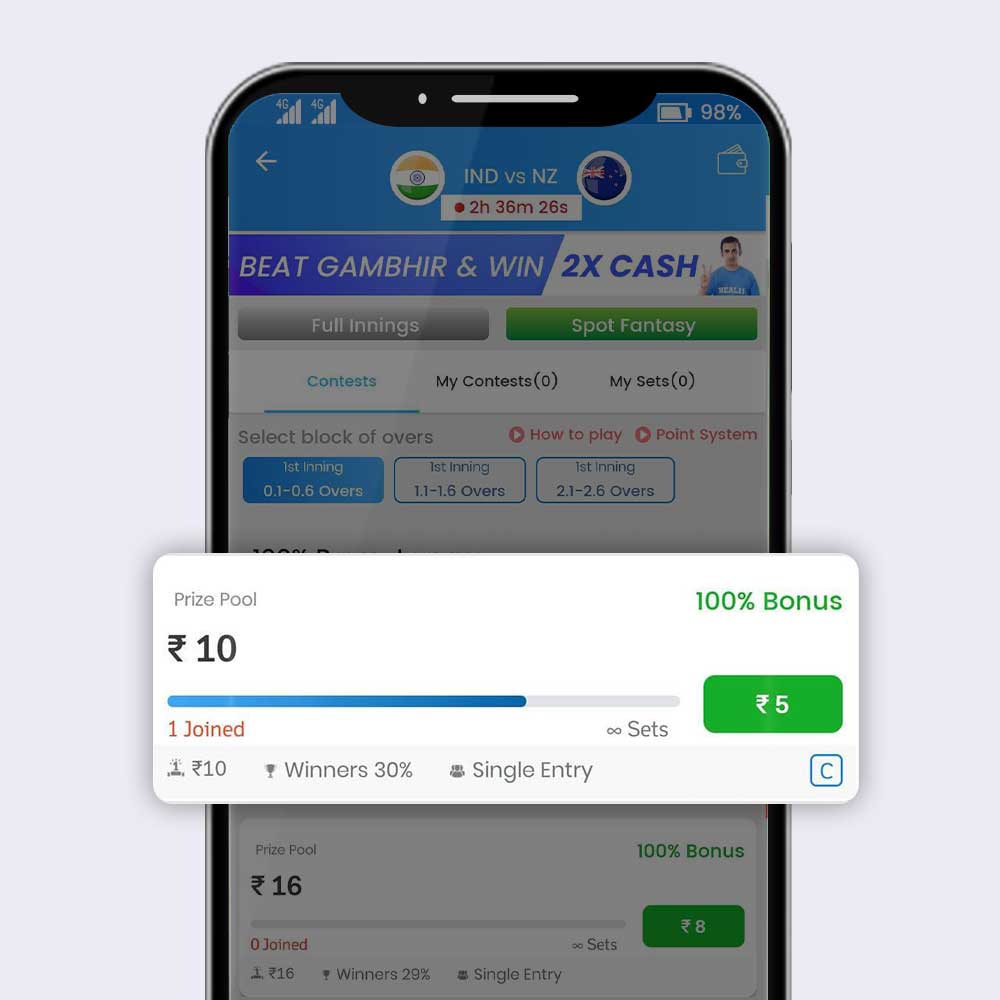 4G 4G 98%
IND vs NZ
2h 36m 26s
BEAT GAMBHIR & WIN 2X CASH
Full Innings Spot Fantasy
Contests My Contests(0) My Sets(0)
Select block of overs How to play Point System
1st Inning 1st Inning 1st Inning
0.1-0.6 Overs 1.1-1.6 Overs 2.1-2.6 Overs
Prize Pool 100% Bonus
₹ 10
₹ 5
1 Joined ∞ Sets
₹10 Winners 30% Single Entry C
Prize Pool 100% Bonus
₹ 16
₹ 8
0 Joined ∞ Sets
₹16 Winners 29% Single Entry